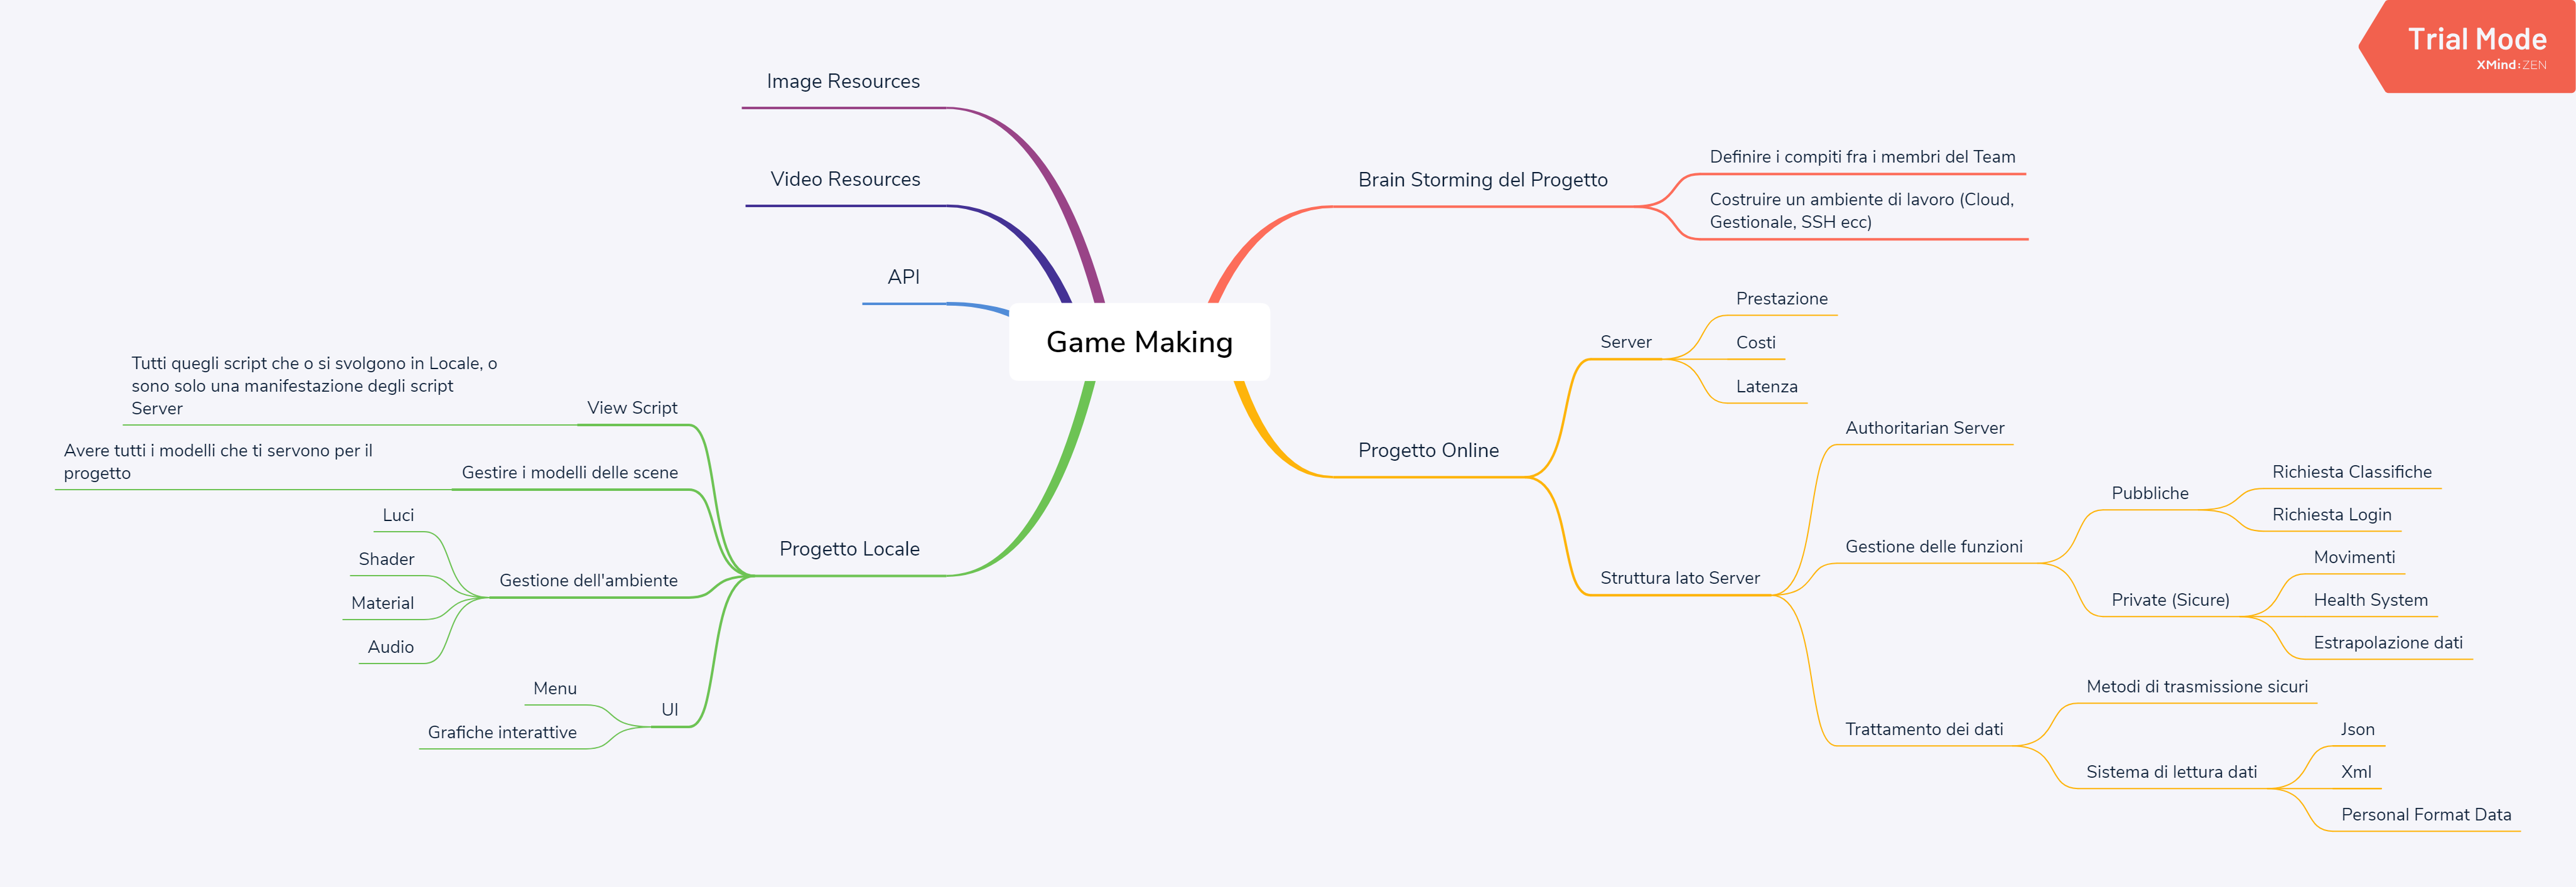 Trial Mode
XMind:ZEN
Game Making
Brain Storming del Progetto
Definire i compiti fra i membri del Team
Costruire un ambiente di lavoro (Cloud,
Gestionale, SSH ecc)
Progetto Online
Server
Prestazione
Costi
Latenza
Struttura lato Server
Authoritarian Server
Gestione delle funzioni
Pubbliche
Richiesta Classifiche
Richiesta Login
Private (Sicure)
Movimenti
Health System
Estrapolazione dati
Trattamento dei dati
Metodi di trasmissione sicuri
Sistema di lettura dati
Json
Xml
Personal Format Data
Image Resources
Video Resources
API
Progetto Locale
View Script
Tutti quegli script che o si svolgono in Locale, o
sono solo una manifestazione degli script
Server
Gestire i modelli delle scene
Avere tutti i modelli che ti servono per il
progetto
Gestione dell'ambiente
Luci
Shader
Material
Audio
UI
Menu
Grafiche interattive